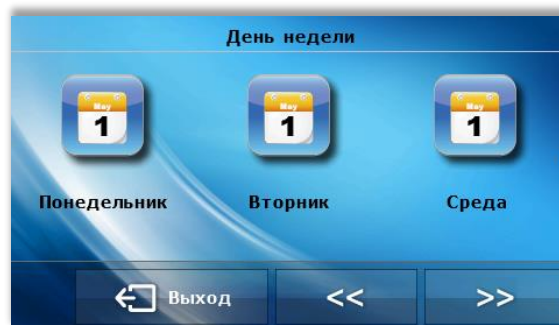 День недели
May May May
1 1 1
Понедельник Вторник Среда
Выход << >>